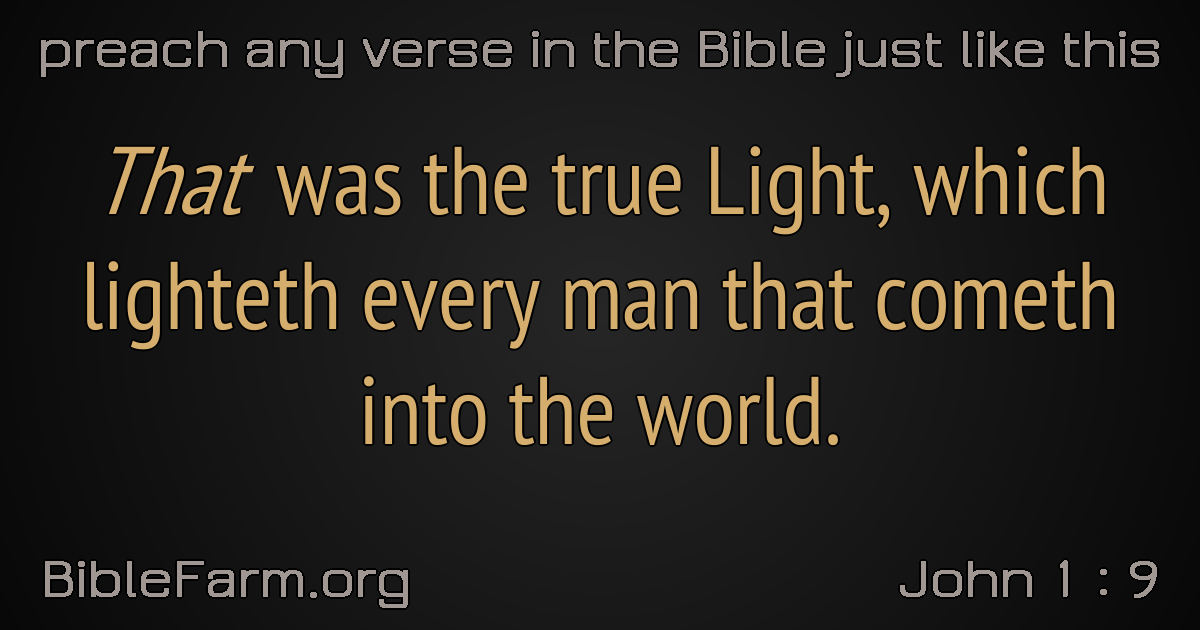 preach any verse in the Bible just like this
That was the true Light, which
lighteth every man that cometh
into the world.
BibleFarm.org
John 1 : 9